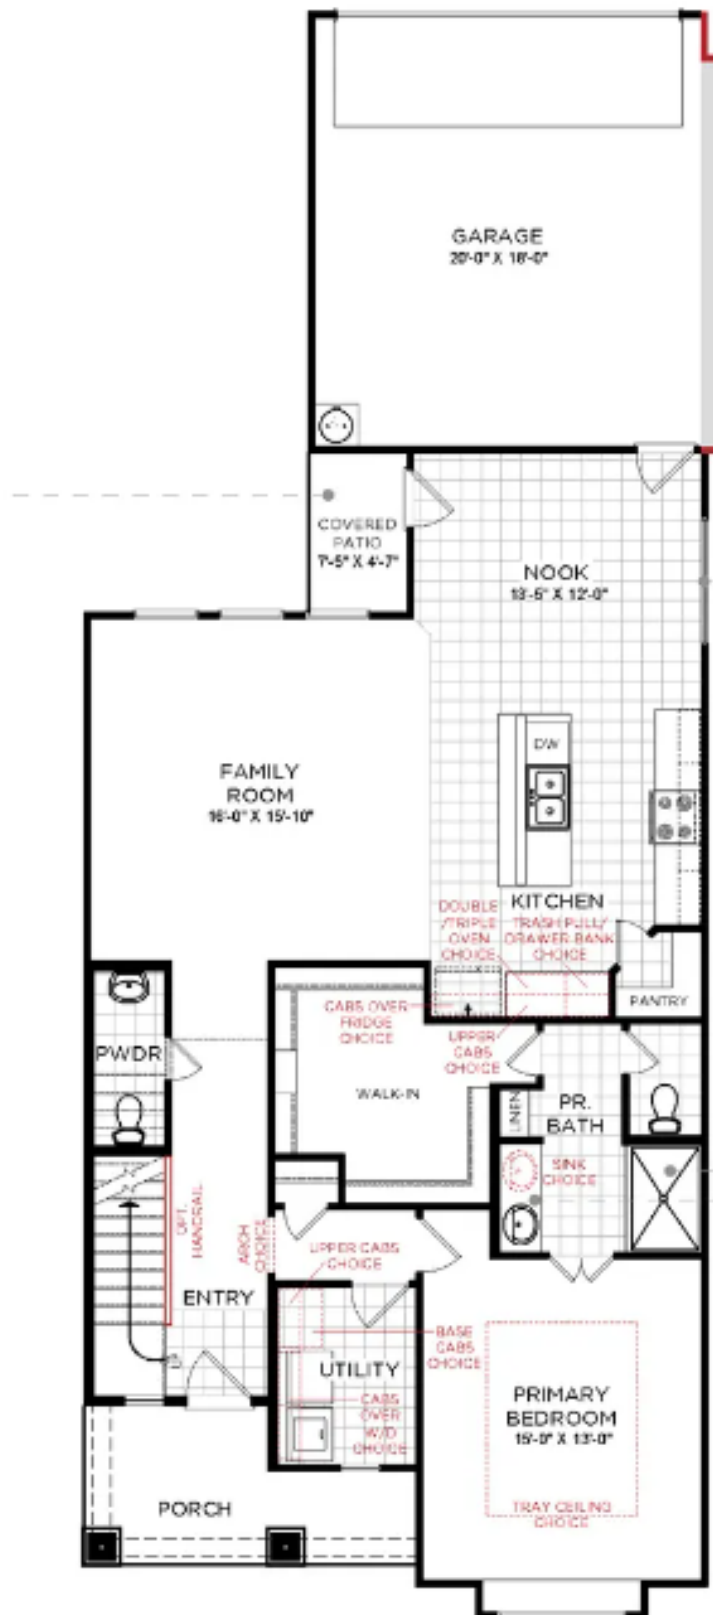 GARAGE
20'-0" X 18'-0"
COVERED
PATIO
7'-5" X 4'-7"
NOOK
13'-5" X 12'-0"
DW
FAMILY
ROOM
16'-0" X 15'-10"
KITCHEN
DOUBLE
/TRIPLE
OVEN
CHOICE
TRASH PULL/
DRAWER BANK
CHOICE
PANTRY
CABS OVER
FRIDGE
CHOICE
UPPER
CABS
CHOICE
PWDR
WALK-IN
LINEN
PR.
BATH
SINK
CHOICE
OPT.
HANDRAIL
ARCH
CHOICE
UPPER CABS
CHOICE
ENTRY
BASE
CABS
CHOICE
UTILITY
CABS
OVER
W/D
CHOICE
PRIMARY
BEDROOM
15'-0" X 13'-0"
TRAY CEILING
CHOICE
PORCH